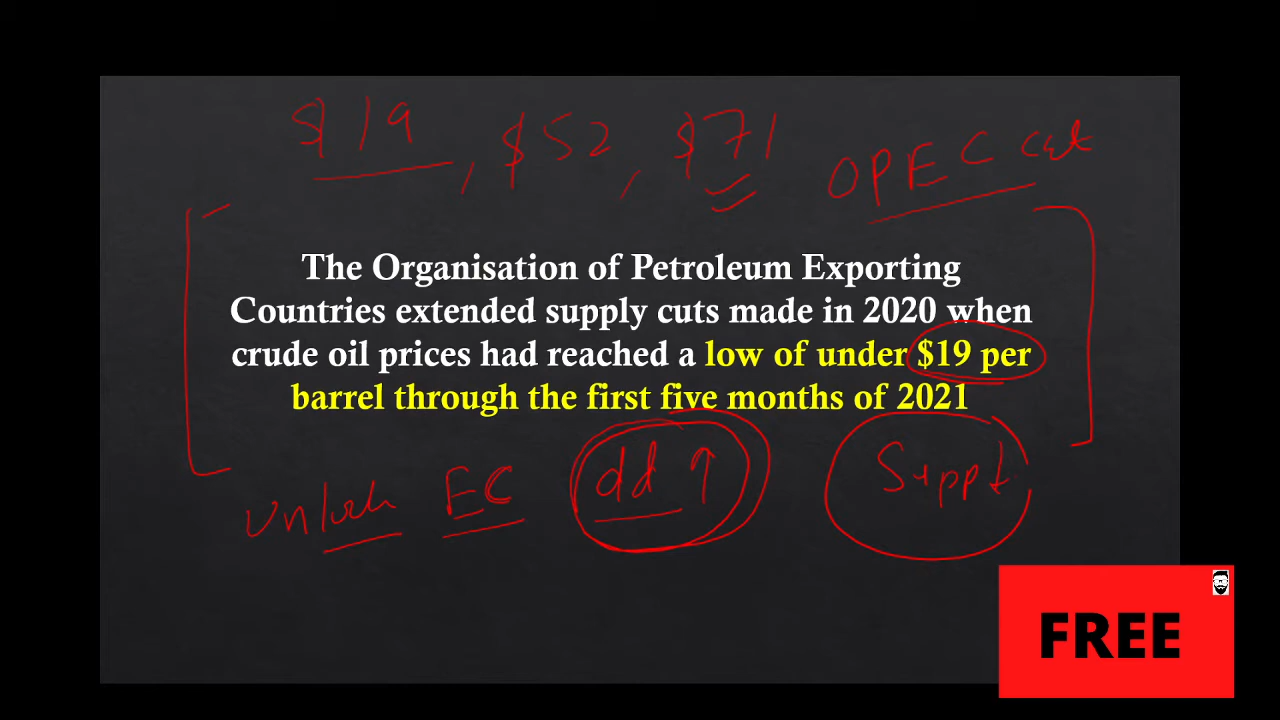 $19, $52, $71 OPEC cut
The Organisation of Petroleum Exporting
Countries extended supply cuts made in 2020 when
crude oil prices had reached a low of under $19 per
barrel through the first five months of 2021
Unlock EC dd ↑
FREE